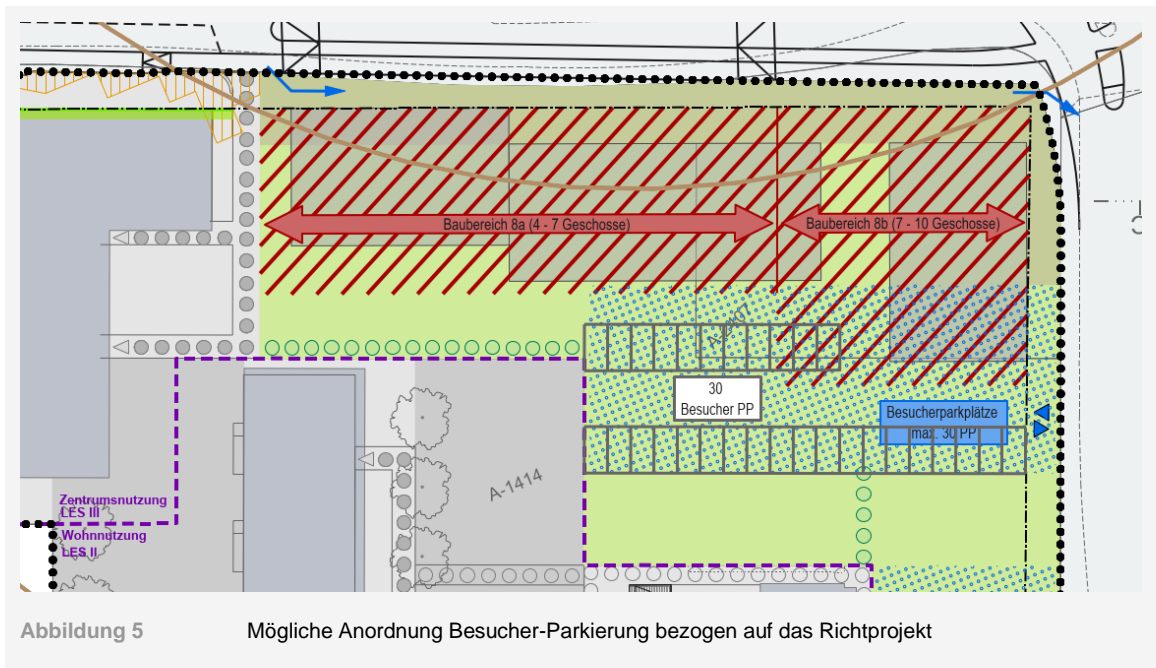 Baubereich 8a (4 - 7 Geschosse)
Baubereich 8b (7 - 10 Geschosse)
30
Besucher PP
Besucherparkplätze
max. 30 PP
A-1414
Zentrumsnutzung
LES III
Wohnnutzung
LES II
Abbildung 5 Mögliche Anordnung Besucher-Parkierung bezogen auf das Richtprojekt